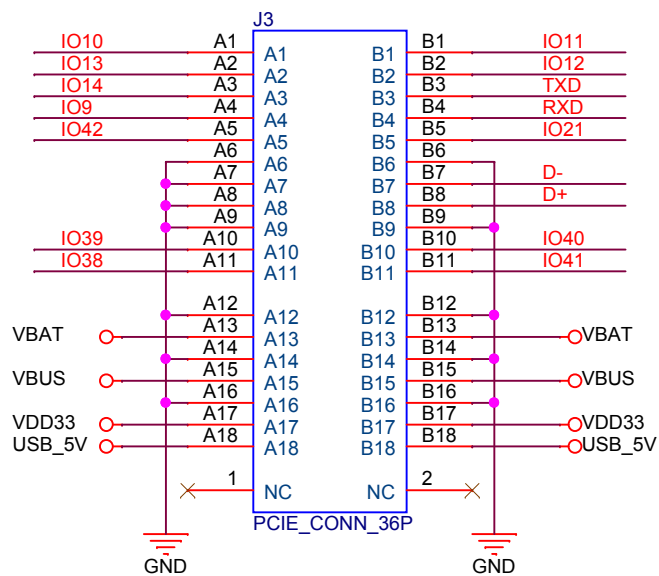 J3
IO10 A1 A1 B1 B1 IO11
IO13 A2 A2 B2 B2 IO12
IO14 A3 A3 B3 B3 TXD
IO9 A4 A4 B4 B4 RXD
IO42 A5 A5 B5 B5 IO21
A6 A6 B6 B6
A7 A7 B7 B7 D-
A8 A8 B8 B8 D+
A9 A9 B9 B9
IO39 A10 A10 B10 B10 IO40
IO38 A11 A11 B11 B11 IO41
A12 A12 B12 B12
VBAT A13 A13 B13 B13 VBAT
A14 A14 B14 B14
VBUS A15 A15 B15 B15 VBUS
A16 A16 B16 B16
VDD33 A17 A17 B17 B17 VDD33
USB_5V A18 A18 B18 B18 USB_5V
1 NC NC 2
PCIE_CONN_36P
GND GND